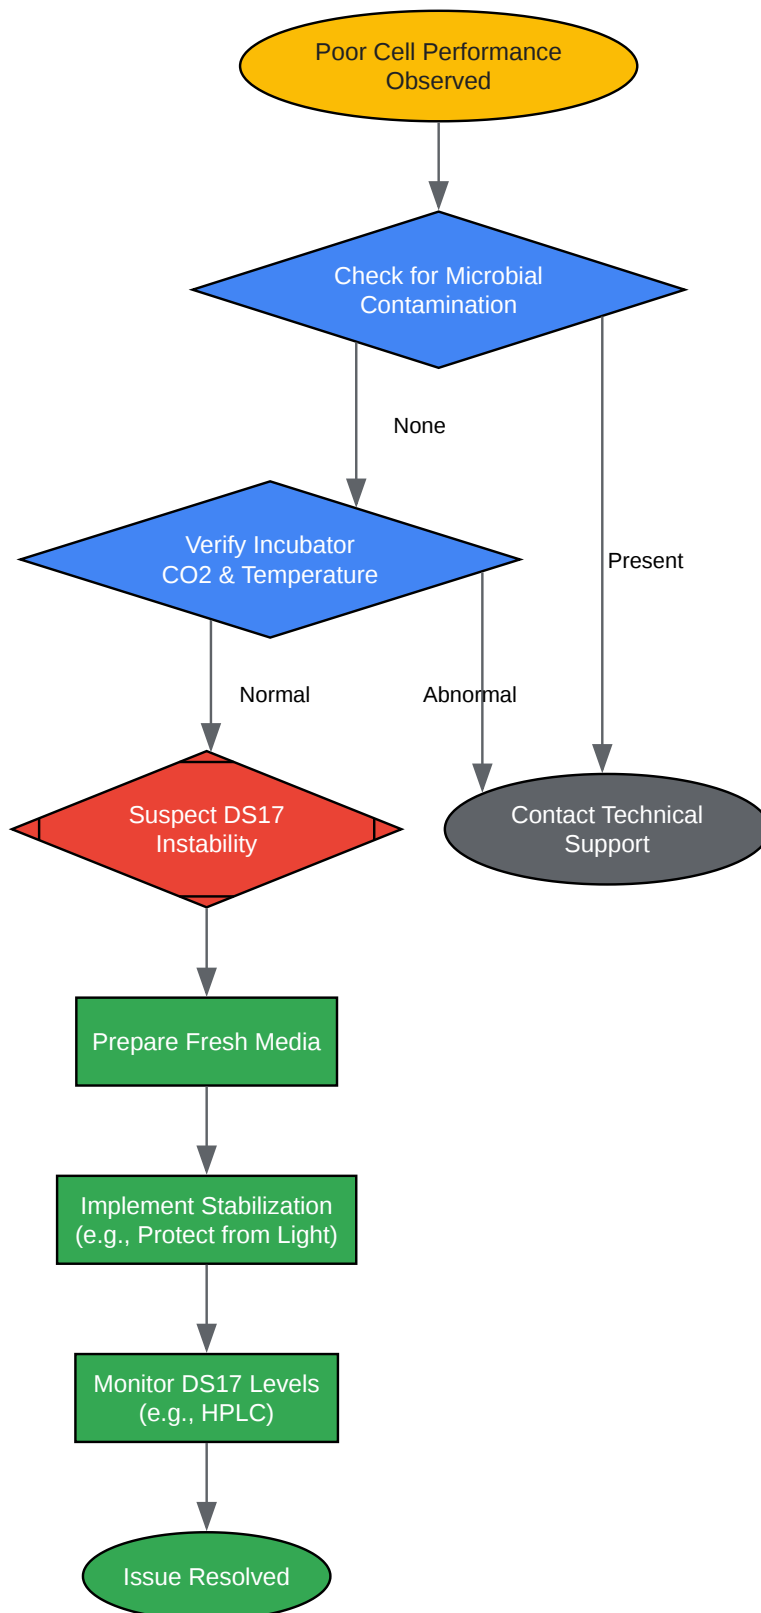 Poor Cell Performance
Observed
Check for Microbial
Contamination
None
Verify Incubator
CO2 & Temperature
Present
Normal
Abnormal
Suspect DS17
Instability
Contact Technical
Support
Prepare Fresh Media
Implement Stabilization
(e.g., Protect from Light)
Monitor DS17 Levels
(e.g., HPLC)
Issue Resolved